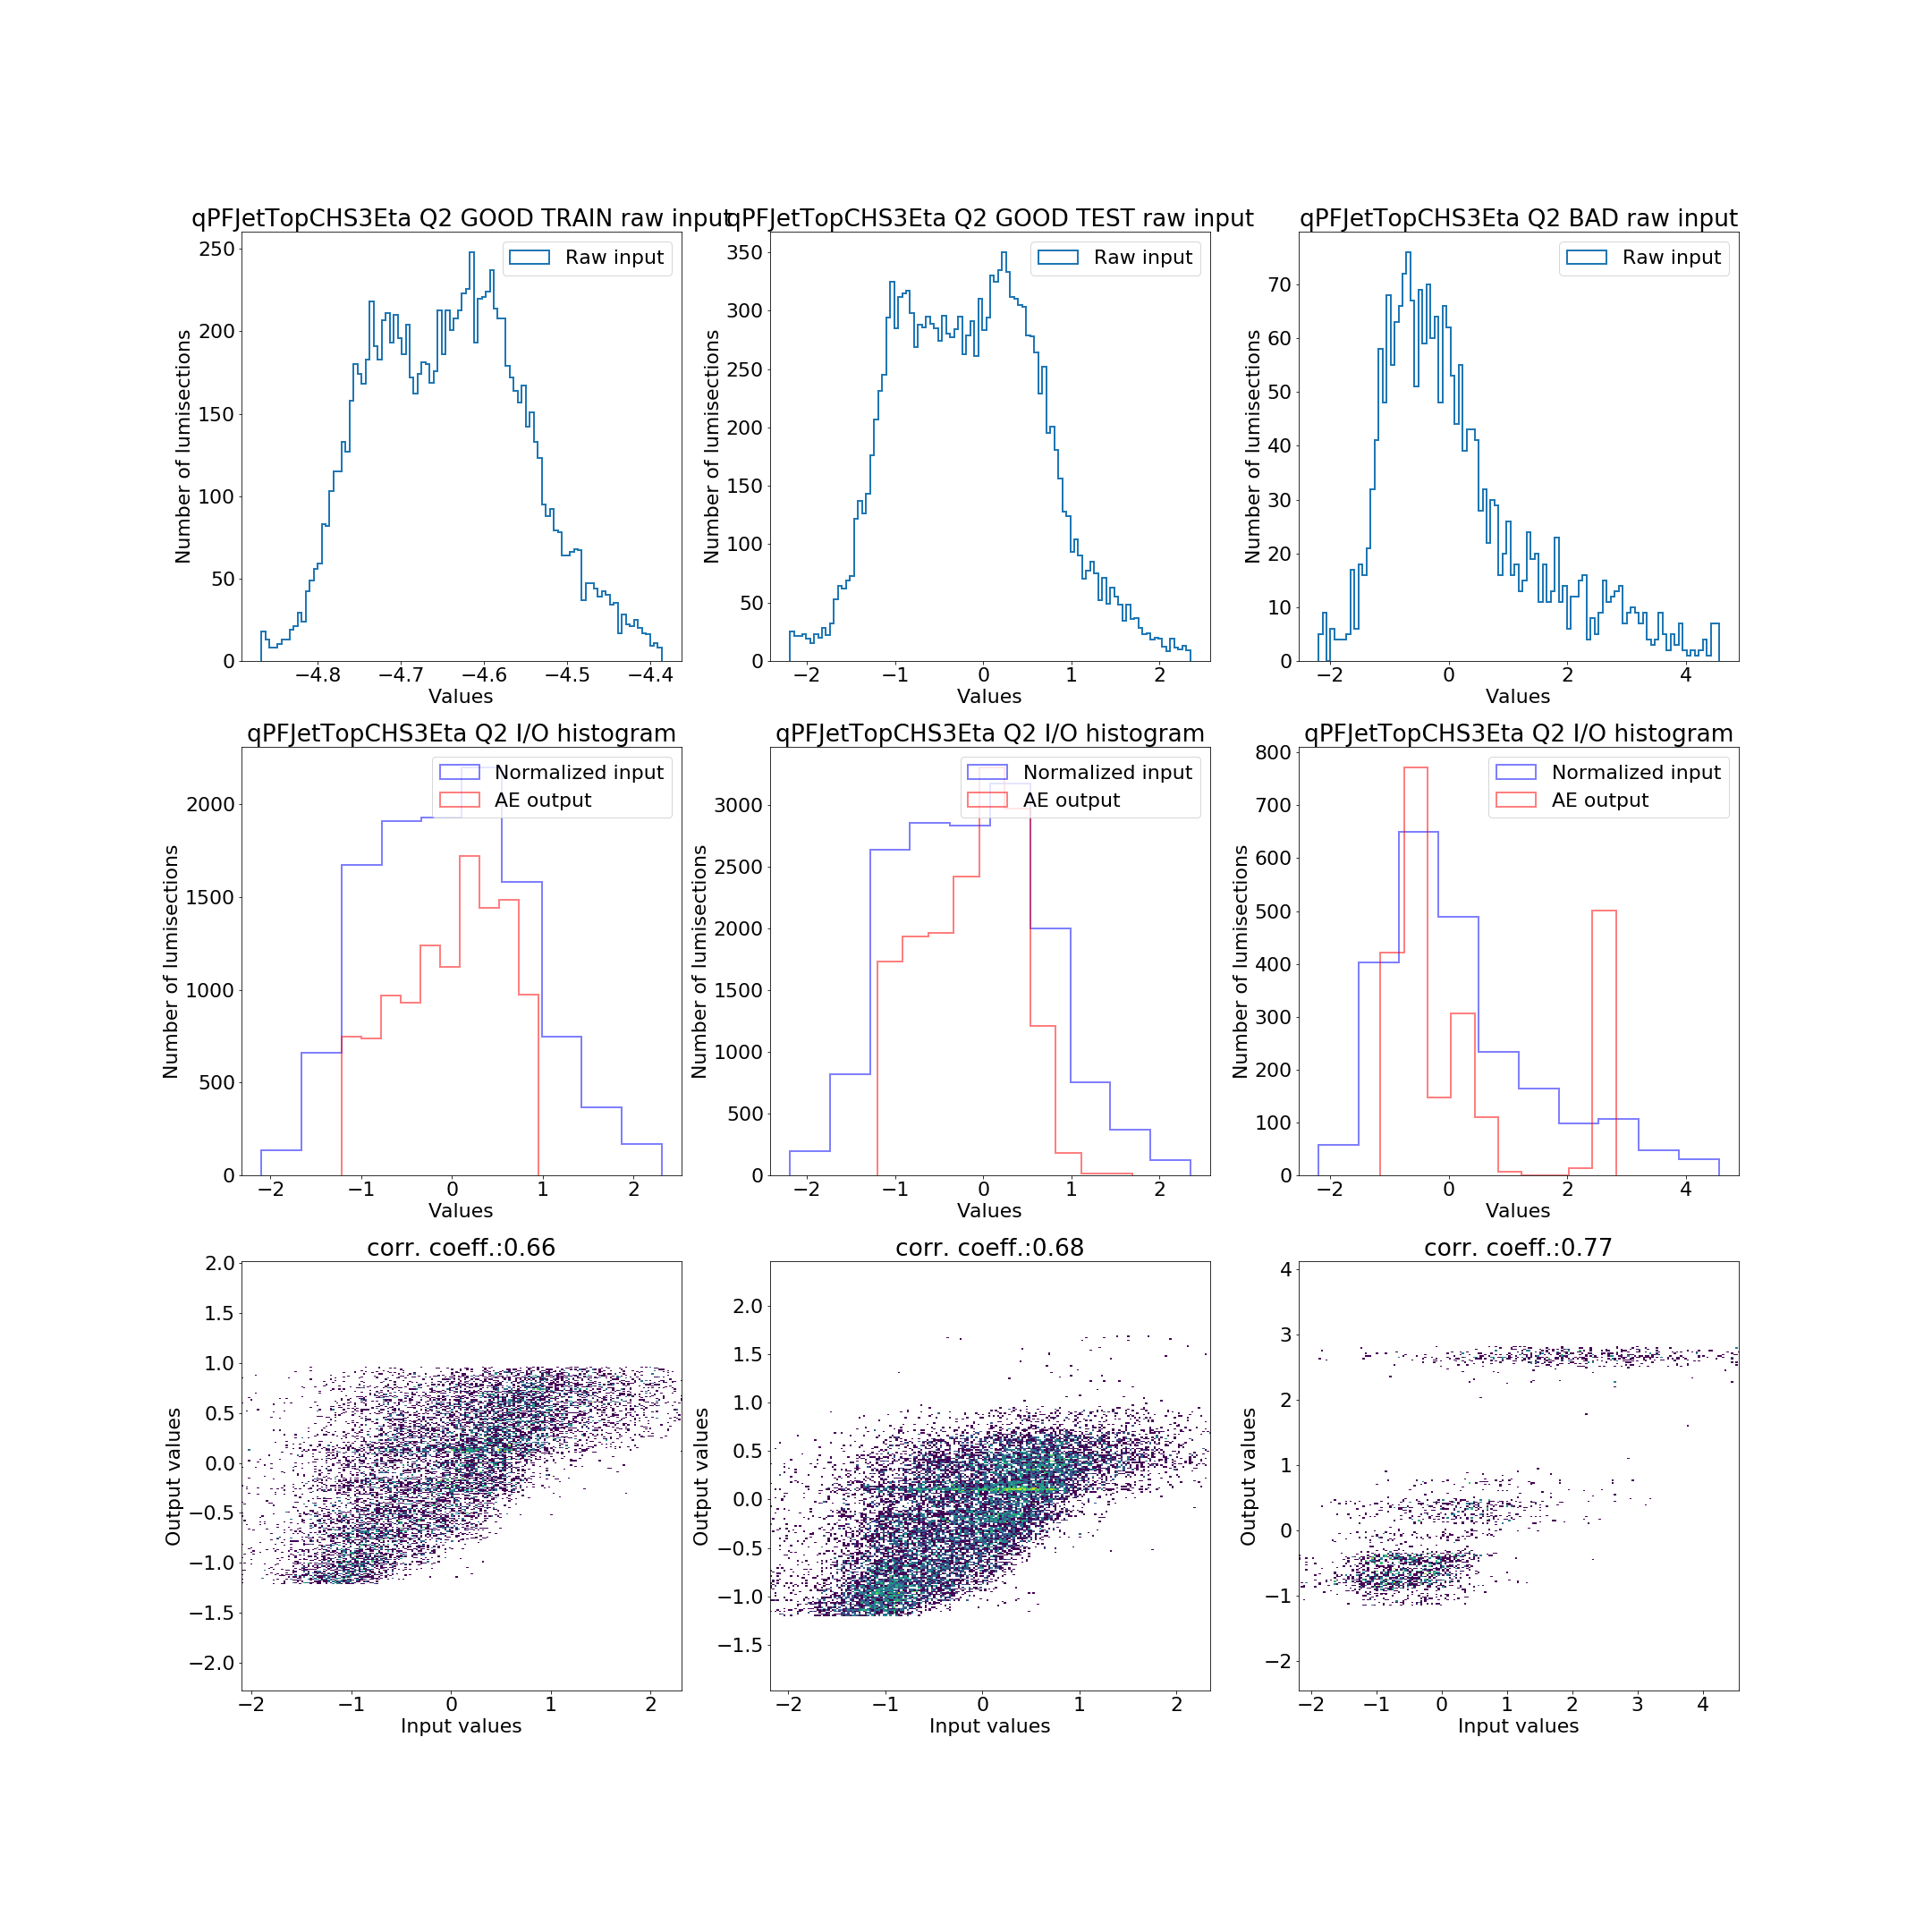 qPFJetTopCHS3Eta Q2 GOOD TRAIN raw input
250
200
150
100
50
0
Number of lumisections
Raw input
−4.8 −4.7 −4.6 −4.5 −4.4
Values
qPFJetTopCHS3Eta Q2 GOOD TEST raw input
350
300
250
200
150
100
50
0
Number of lumisections
Raw input
−2 −1 0 1 2
Values
qPFJetTopCHS3Eta Q2 BAD raw input
70
60
50
40
30
20
10
0
Number of lumisections
Raw input
−2 0 2 4
Values
qPFJetTopCHS3Eta Q2 I/O histogram
2000
1500
1000
500
0
Number of lumisections
Normalized input
AE output
−2 −1 0 1 2
Values
qPFJetTopCHS3Eta Q2 I/O histogram
3000
2500
2000
1500
1000
500
0
Number of lumisections
Normalized input
AE output
−2 −1 0 1 2
Values
qPFJetTopCHS3Eta Q2 I/O histogram
800
700
600
500
400
300
200
100
0
Number of lumisections
Normalized input
AE output
−2 0 2 4
Values
corr. coeff.:0.66
2.0
1.5
1.0
0.5
0.0
−0.5
−1.0
−1.5
−2.0
Output values
−2 −1 0 1 2
Input values
corr. coeff.:0.68
2.0
1.5
1.0
0.5
0.0
−0.5
−1.0
−1.5
Output values
−2 −1 0 1 2
Input values
corr. coeff.:0.77
4
3
2
1
0
−1
−2
Output values
−2 −1 0 1 2 3 4
Input values